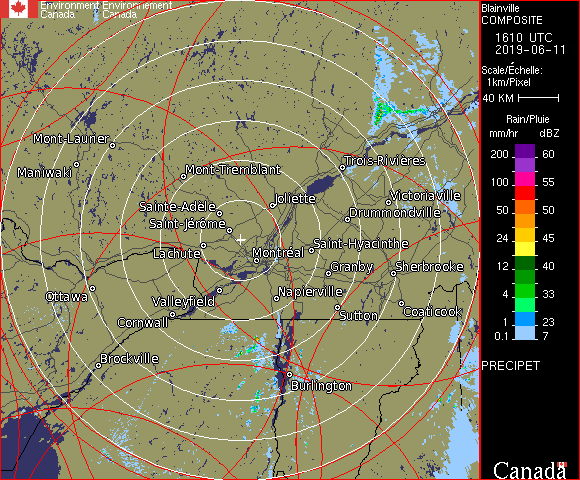 Environment Environnement
Canada Canada
Mont-Laurier
Maniwaki
Mont-Tremblant
Trois-Rivières
Sainte-Adèle
Joliette
Victoriaville
Drummondville
Saint-Jérôme
Lachute
Montréal
Saint-Hyacinthe
Granby
Sherbrooke
Ottawa
Valleyfield
Napierville
Cornwall
Sutton
Coaticook
Brockville
Burlington
Blainville
COMPOSITE
1610 UTC
2019-06-11
Scale/Échelle:
1km/Pixel
40 KM
Rain/Pluie
mm/hr dBZ
200 60
100 55
50 50
24 45
12 40
4 33
1 23
0.1 7
PRECIPET
Canada